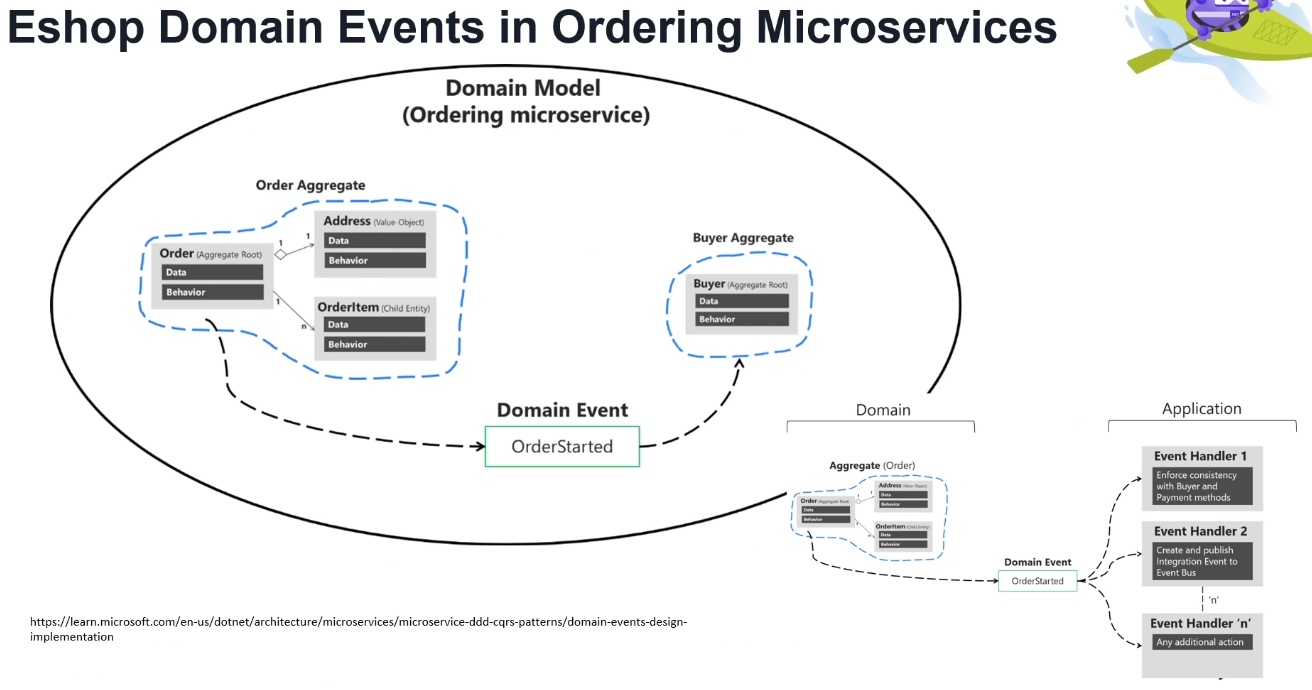 Eshop Domain Events in Ordering Microservices
Domain Model
(Ordering microservice)
Order Aggregate
Address (Value-Object)
Data
Behavior
Order (Aggregate Root)
Data
Behavior
1
1
1
n
OrderItem (Child Entity)
Data
Behavior
Buyer Aggregate
Buyer (Aggregate Root)
Data
Behavior
Domain Event
OrderStarted
Domain
Aggregate (Order)
Address (Value Object)
Data
Behavior
Order (Aggregate Root)
Data
Behavior
OrderItem (Child Entity)
Data
Behavior
Domain Event
OrderStarted
Application
Event Handler 1
Enforce consistency
with Buyer and
Payment methods
Event Handler 2
Create and publish
Integration Event to
Event Bus
'n'
Event Handler 'n'
Any additional action
https://learn.microsoft.com/en-us/dotnet/architecture/microservices/microservice-ddd-cqrs-patterns/domain-events-design-
implementation